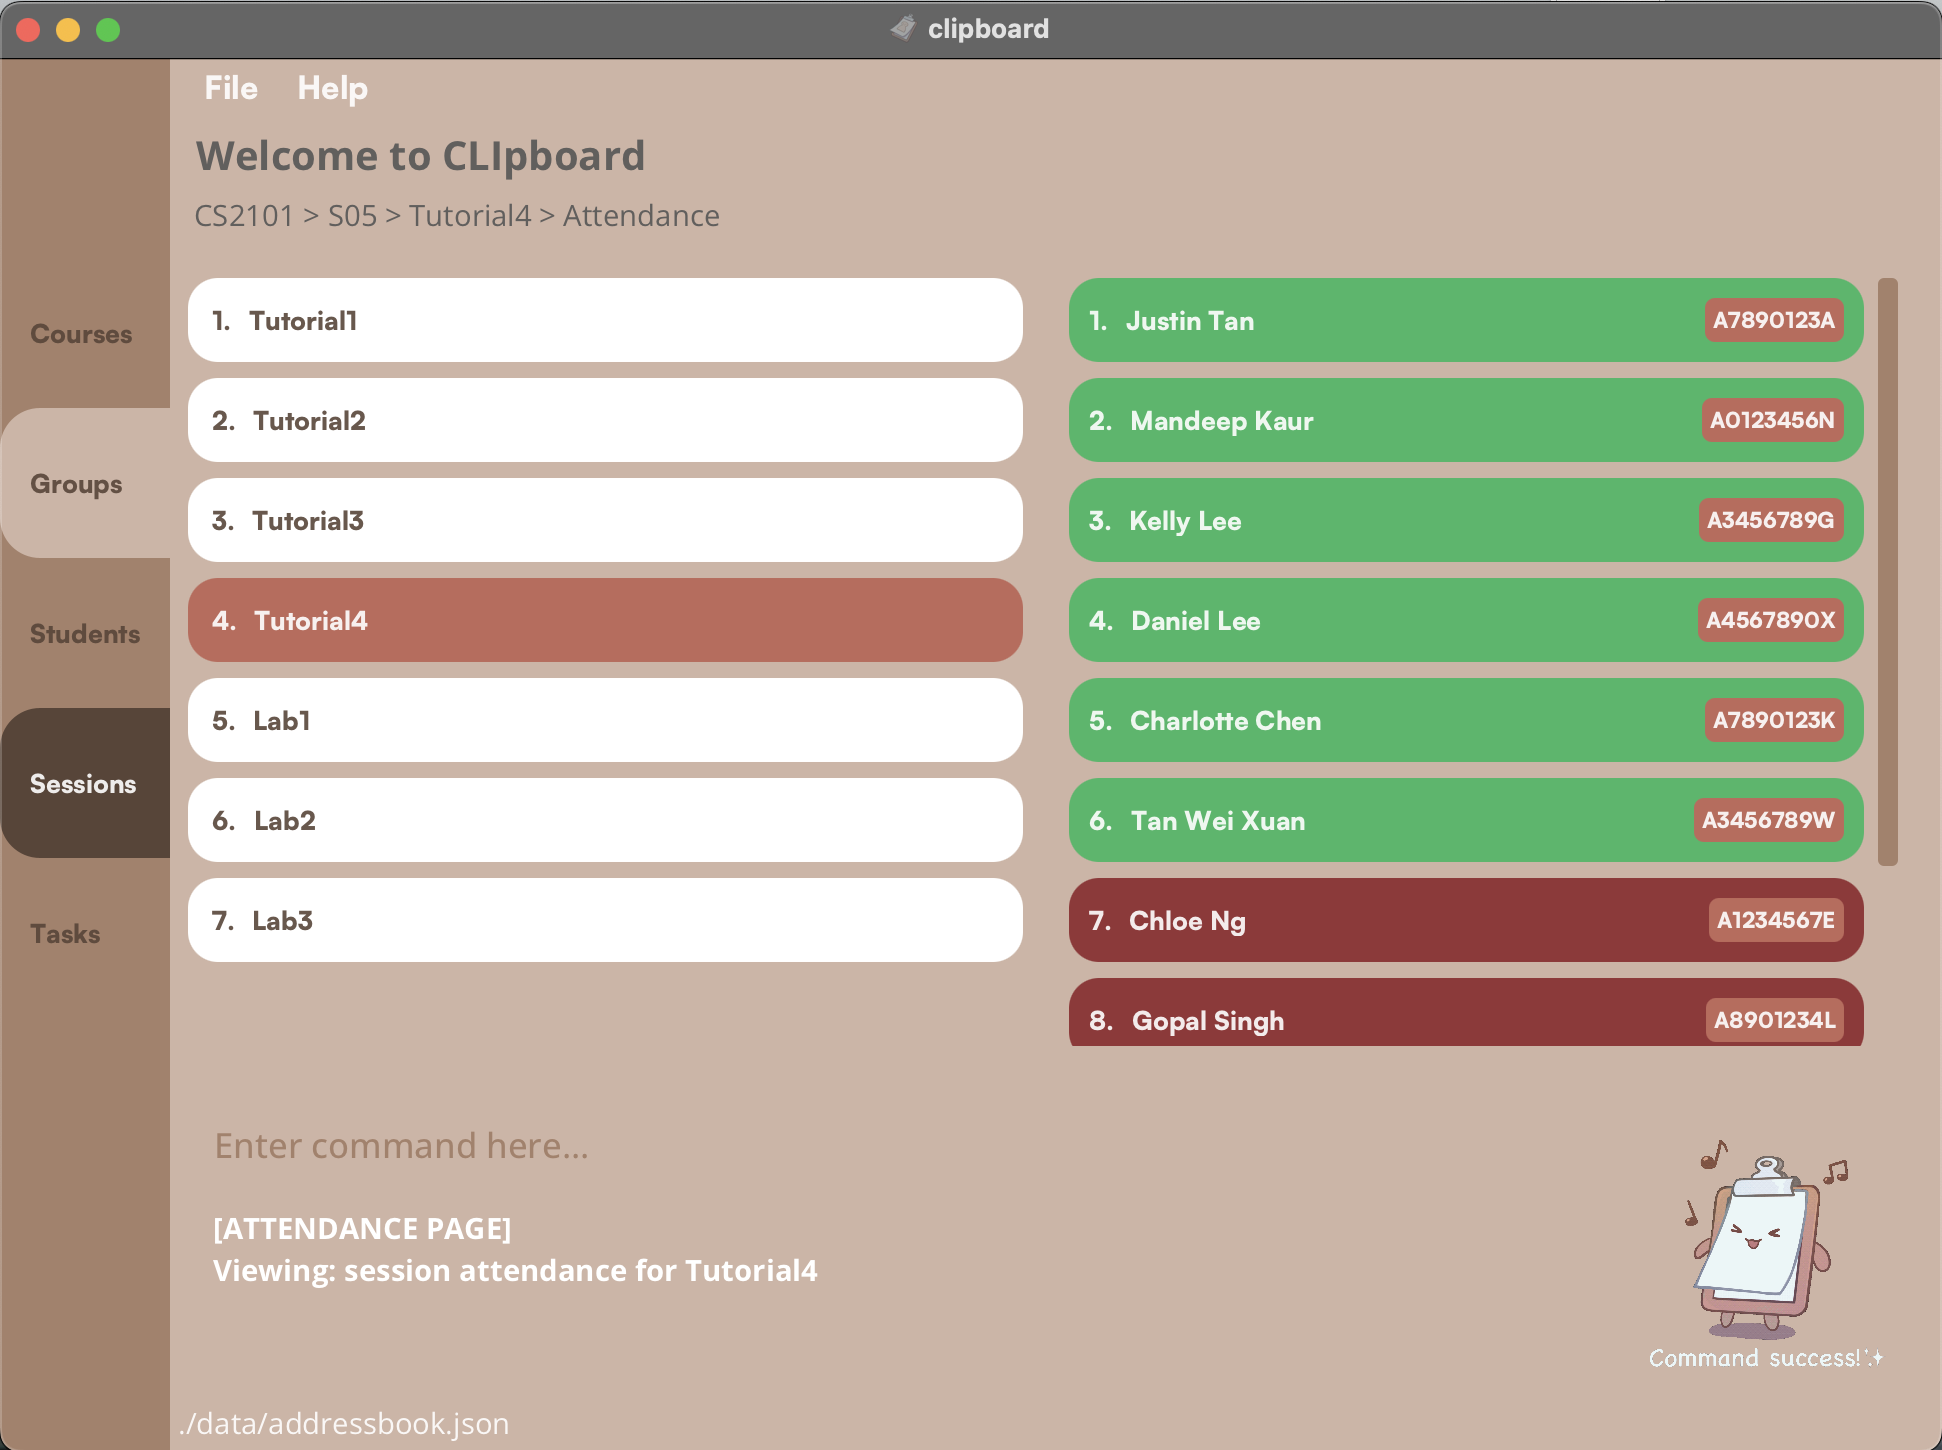 clipboard
File Help
Welcome to CLIpboard
CS2101 > S05 > Tutorial4 > Attendance
Courses
Groups
Students
Sessions
Tasks
1. Tutorial1
2. Tutorial2
3. Tutorial3
4. Tutorial4
5. Lab1
6. Lab2
7. Lab3
1. Justin Tan A7890123A
2. Mandeep Kaur A0123456N
3. Kelly Lee A3456789G
4. Daniel Lee A4567890X
5. Charlotte Chen A7890123K
6. Tan Wei Xuan A3456789W
7. Chloe Ng A1234567E
8. Gopal Singh A8901234L
Enter command here...
[ATTENDANCE PAGE]
Viewing: session attendance for Tutorial4
Command success!
./data/addressbook.json